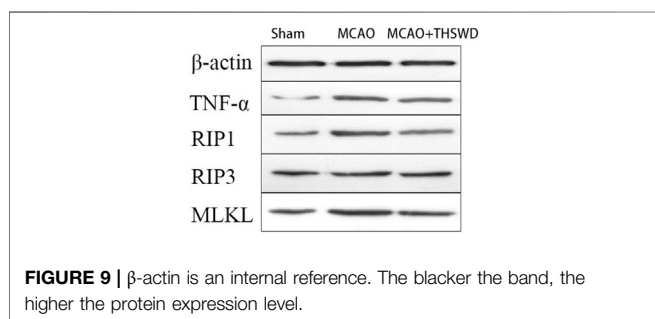 Sham MCAO MCAO+THSWD
β-actin
TNF-α
RIP1
RIP3
MLKL
FIGURE 9 | β-actin is an internal reference. The blacker the band, the
higher the protein expression level.